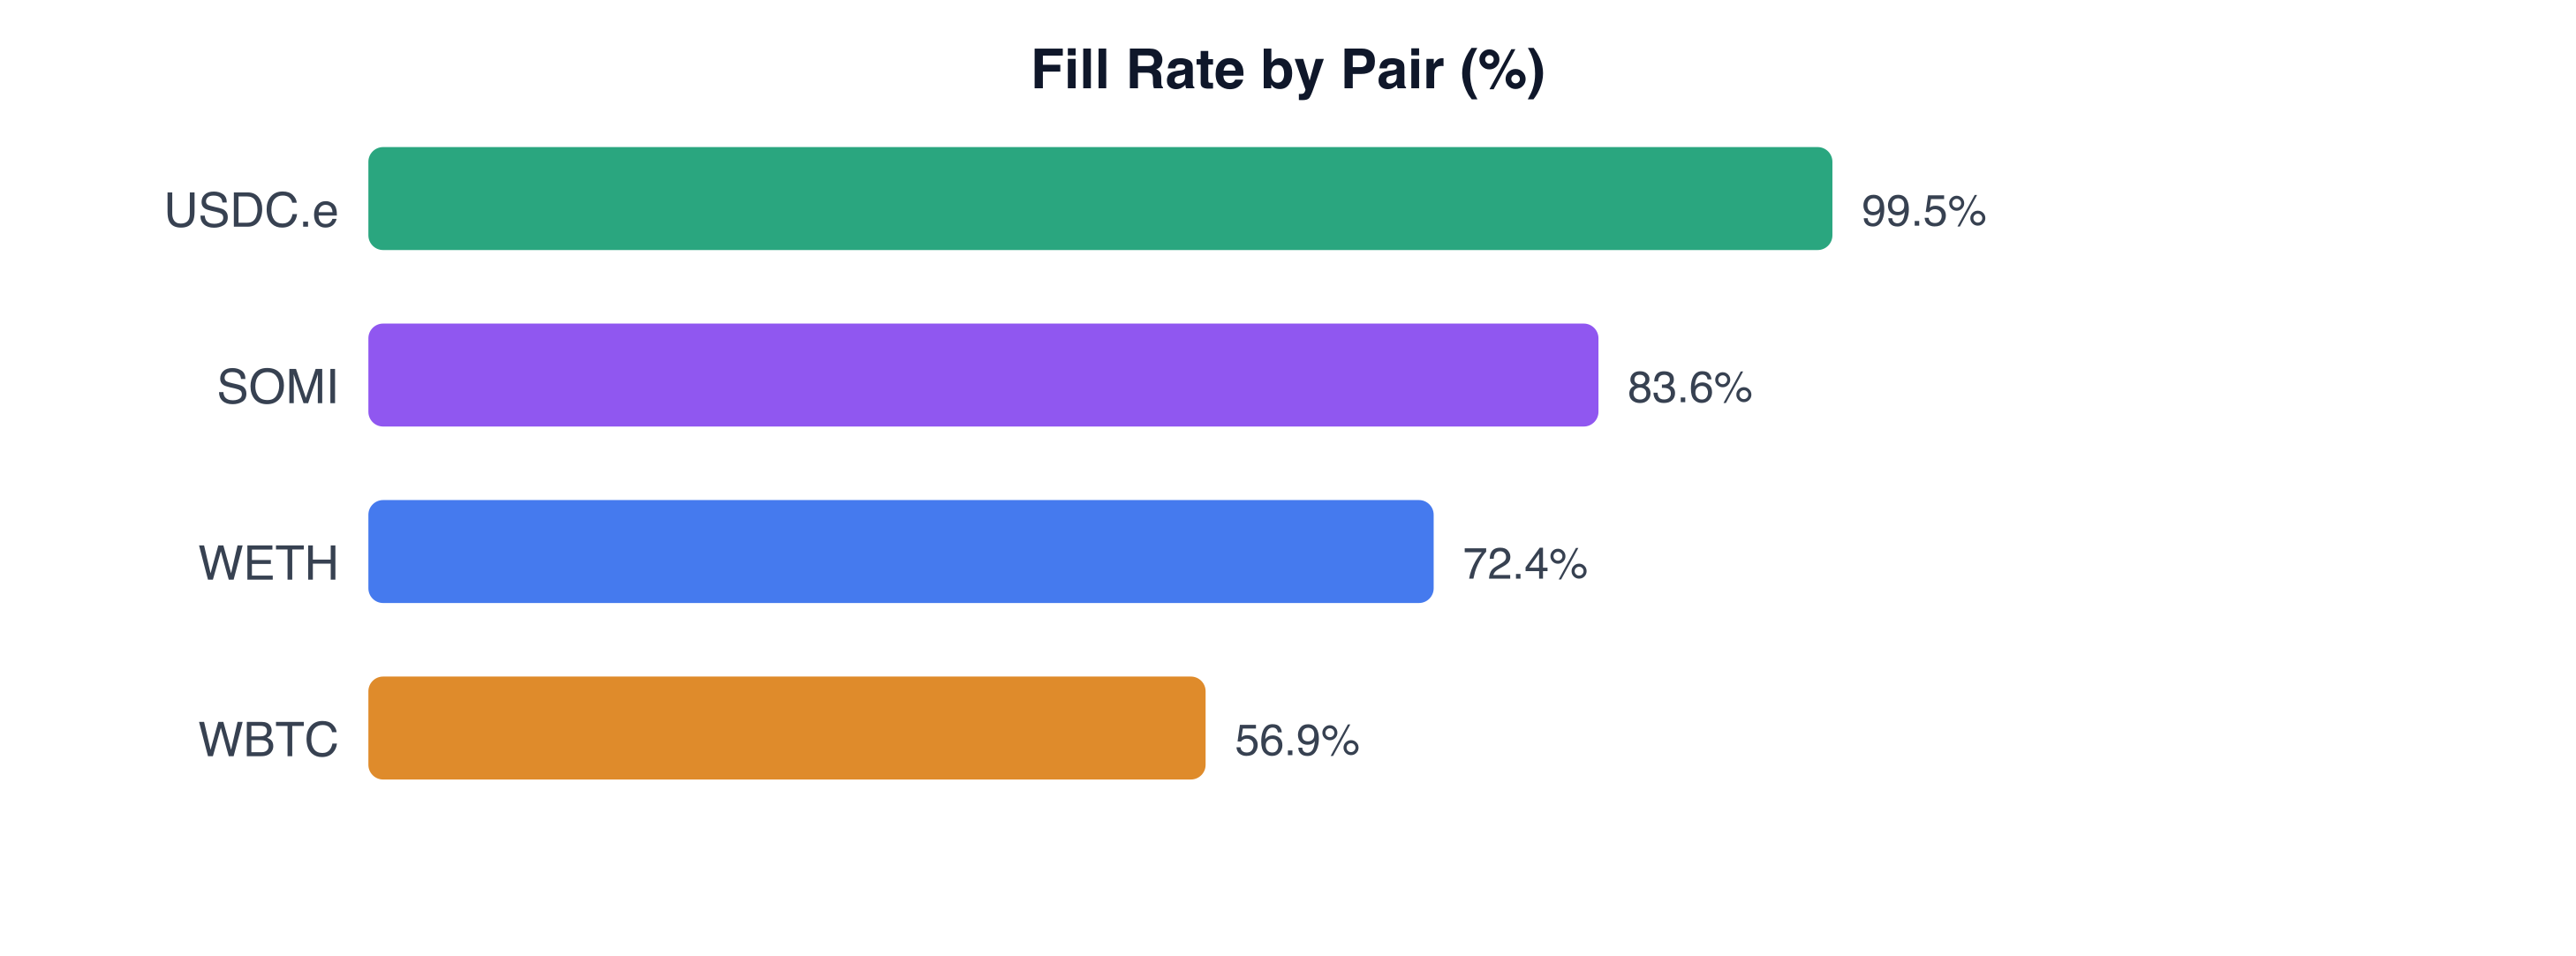 Fill Rate by Pair (%)
USDC.e 99.5%
SOMI 83.6%
WETH 72.4%
WBTC 56.9%